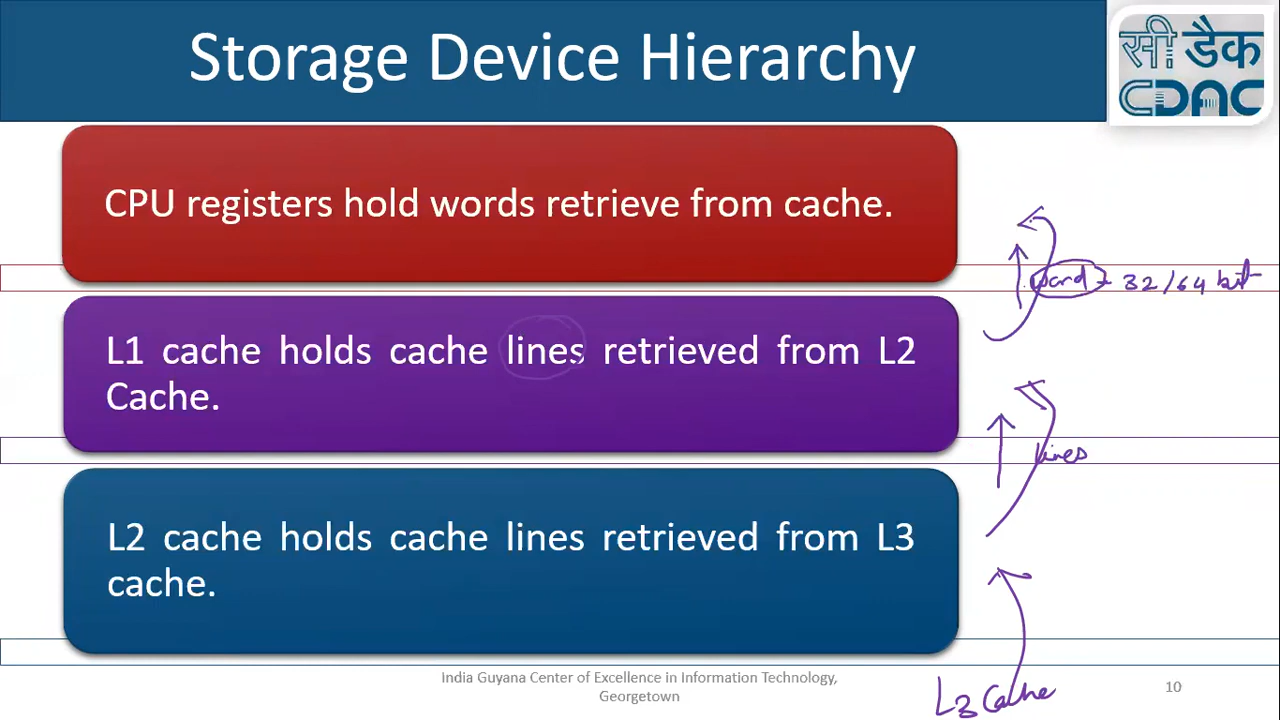 Storage Device Hierarchy
सी डैक
CDAC
CPU registers hold words retrieve from cache.
word = 32/64 bit
L1 cache holds cache lines retrieved from L2
Cache.
lines
L2 cache holds cache lines retrieved from L3
cache.
L3 Cache
India Guyana Center of Excellence in Information Technology,
Georgetown
10